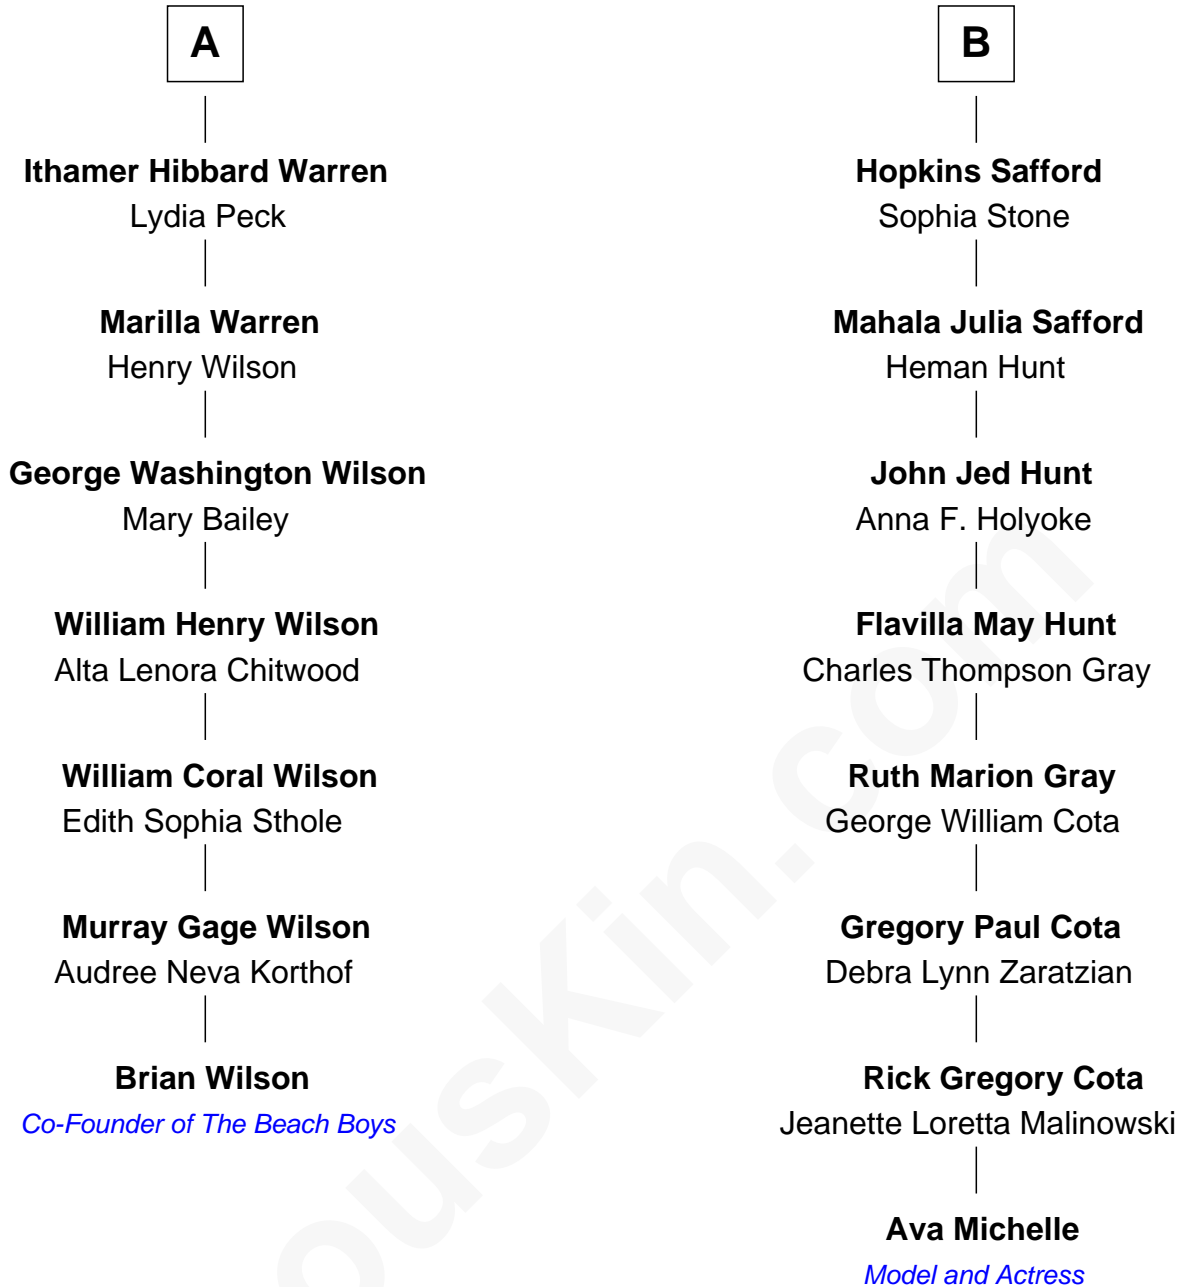 A
Ithamer Hibbard Warren
Lydia Peck
Marilla Warren
Henry Wilson
George Washington Wilson
Mary Bailey
William Henry Wilson
Alta Lenora Chitwood
William Coral Wilson
Edith Sophia Sthole
Murray Gage Wilson
Audree Neva Korthof
Brian Wilson
Co-Founder of The Beach Boys
B
Hopkins Safford
Sophia Stone
Mahala Julia Safford
Heman Hunt
John Jed Hunt
Anna F. Holyoke
Flavilla May Hunt
Charles Thompson Gray
Ruth Marion Gray
George William Cota
Gregory Paul Cota
Debra Lynn Zaratzian
Rick Gregory Cota
Jeanette Loretta Malinowski
Ava Michelle
Model and Actress
ousKin.com